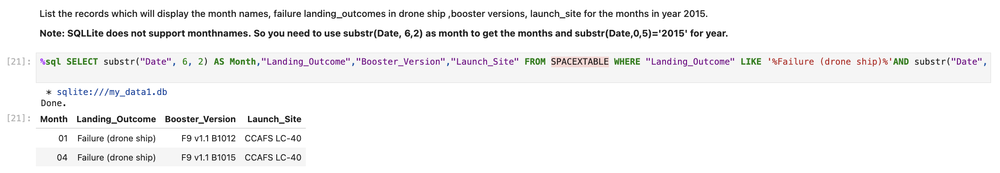 List the records which will display the month names, failure landing_outcomes in drone ship ,booster versions, launch_site for the months in year 2015.
Note: SQLLite does not support monthnames. So you need to use substr(Date, 6,2) as month to get the months and substr(Date,0,5)='2015' for year.
[21]: %sql SELECT substr("Date", 6, 2) AS Month,"Landing_Outcome","Booster_Version","Launch_Site" FROM SPACEXTABLE WHERE "Landing_Outcome" LIKE '%Failure (drone ship)%'AND substr("Date",
* sqlite:///my_data1.db
Done.
[21]: Month Landing_Outcome Booster_Version Launch_Site
01 Failure (drone ship) F9 v1.1 B1012 CCAFS LC-40
04 Failure (drone ship) F9 v1.1 B1015 CCAFS LC-40